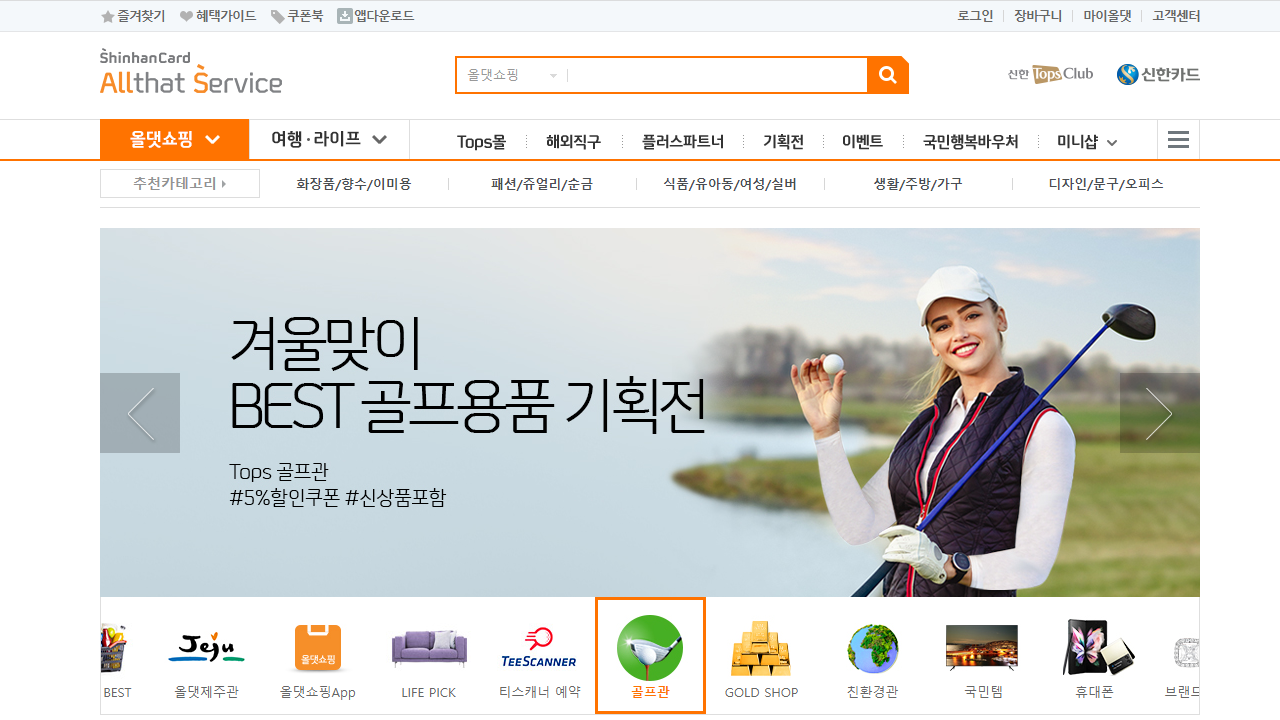 즐겨찾기 혜택가이드 쿠폰북 앱다운로드 로그인 장바구니 마이올댓 고객센터
ShinhanCard
Allthat Service
올댓쇼핑
신한 TopsClub 신한카드
올댓쇼핑 여행·라이프 Tops몰 해외직구 플러스파트너 기획전 이벤트 국민행복바우처 미니샵
추천카테고리 화장품/향수/이미용 패션/쥬얼리/순금 식품/유아동/여성/실버 생활/주방/가구 디자인/문구/오피스
겨울맞이
BEST 골프용품 기획전
Tops 골프관
#5%할인쿠폰 #신상품포함
Jeju 올댓쇼핑 TEESCANNER
BEST 올댓제주관 올댓쇼핑App LIFE PICK 티스캐너 예약 골프관 GOLD SHOP 친환경관 국민템 휴대폰 브랜드